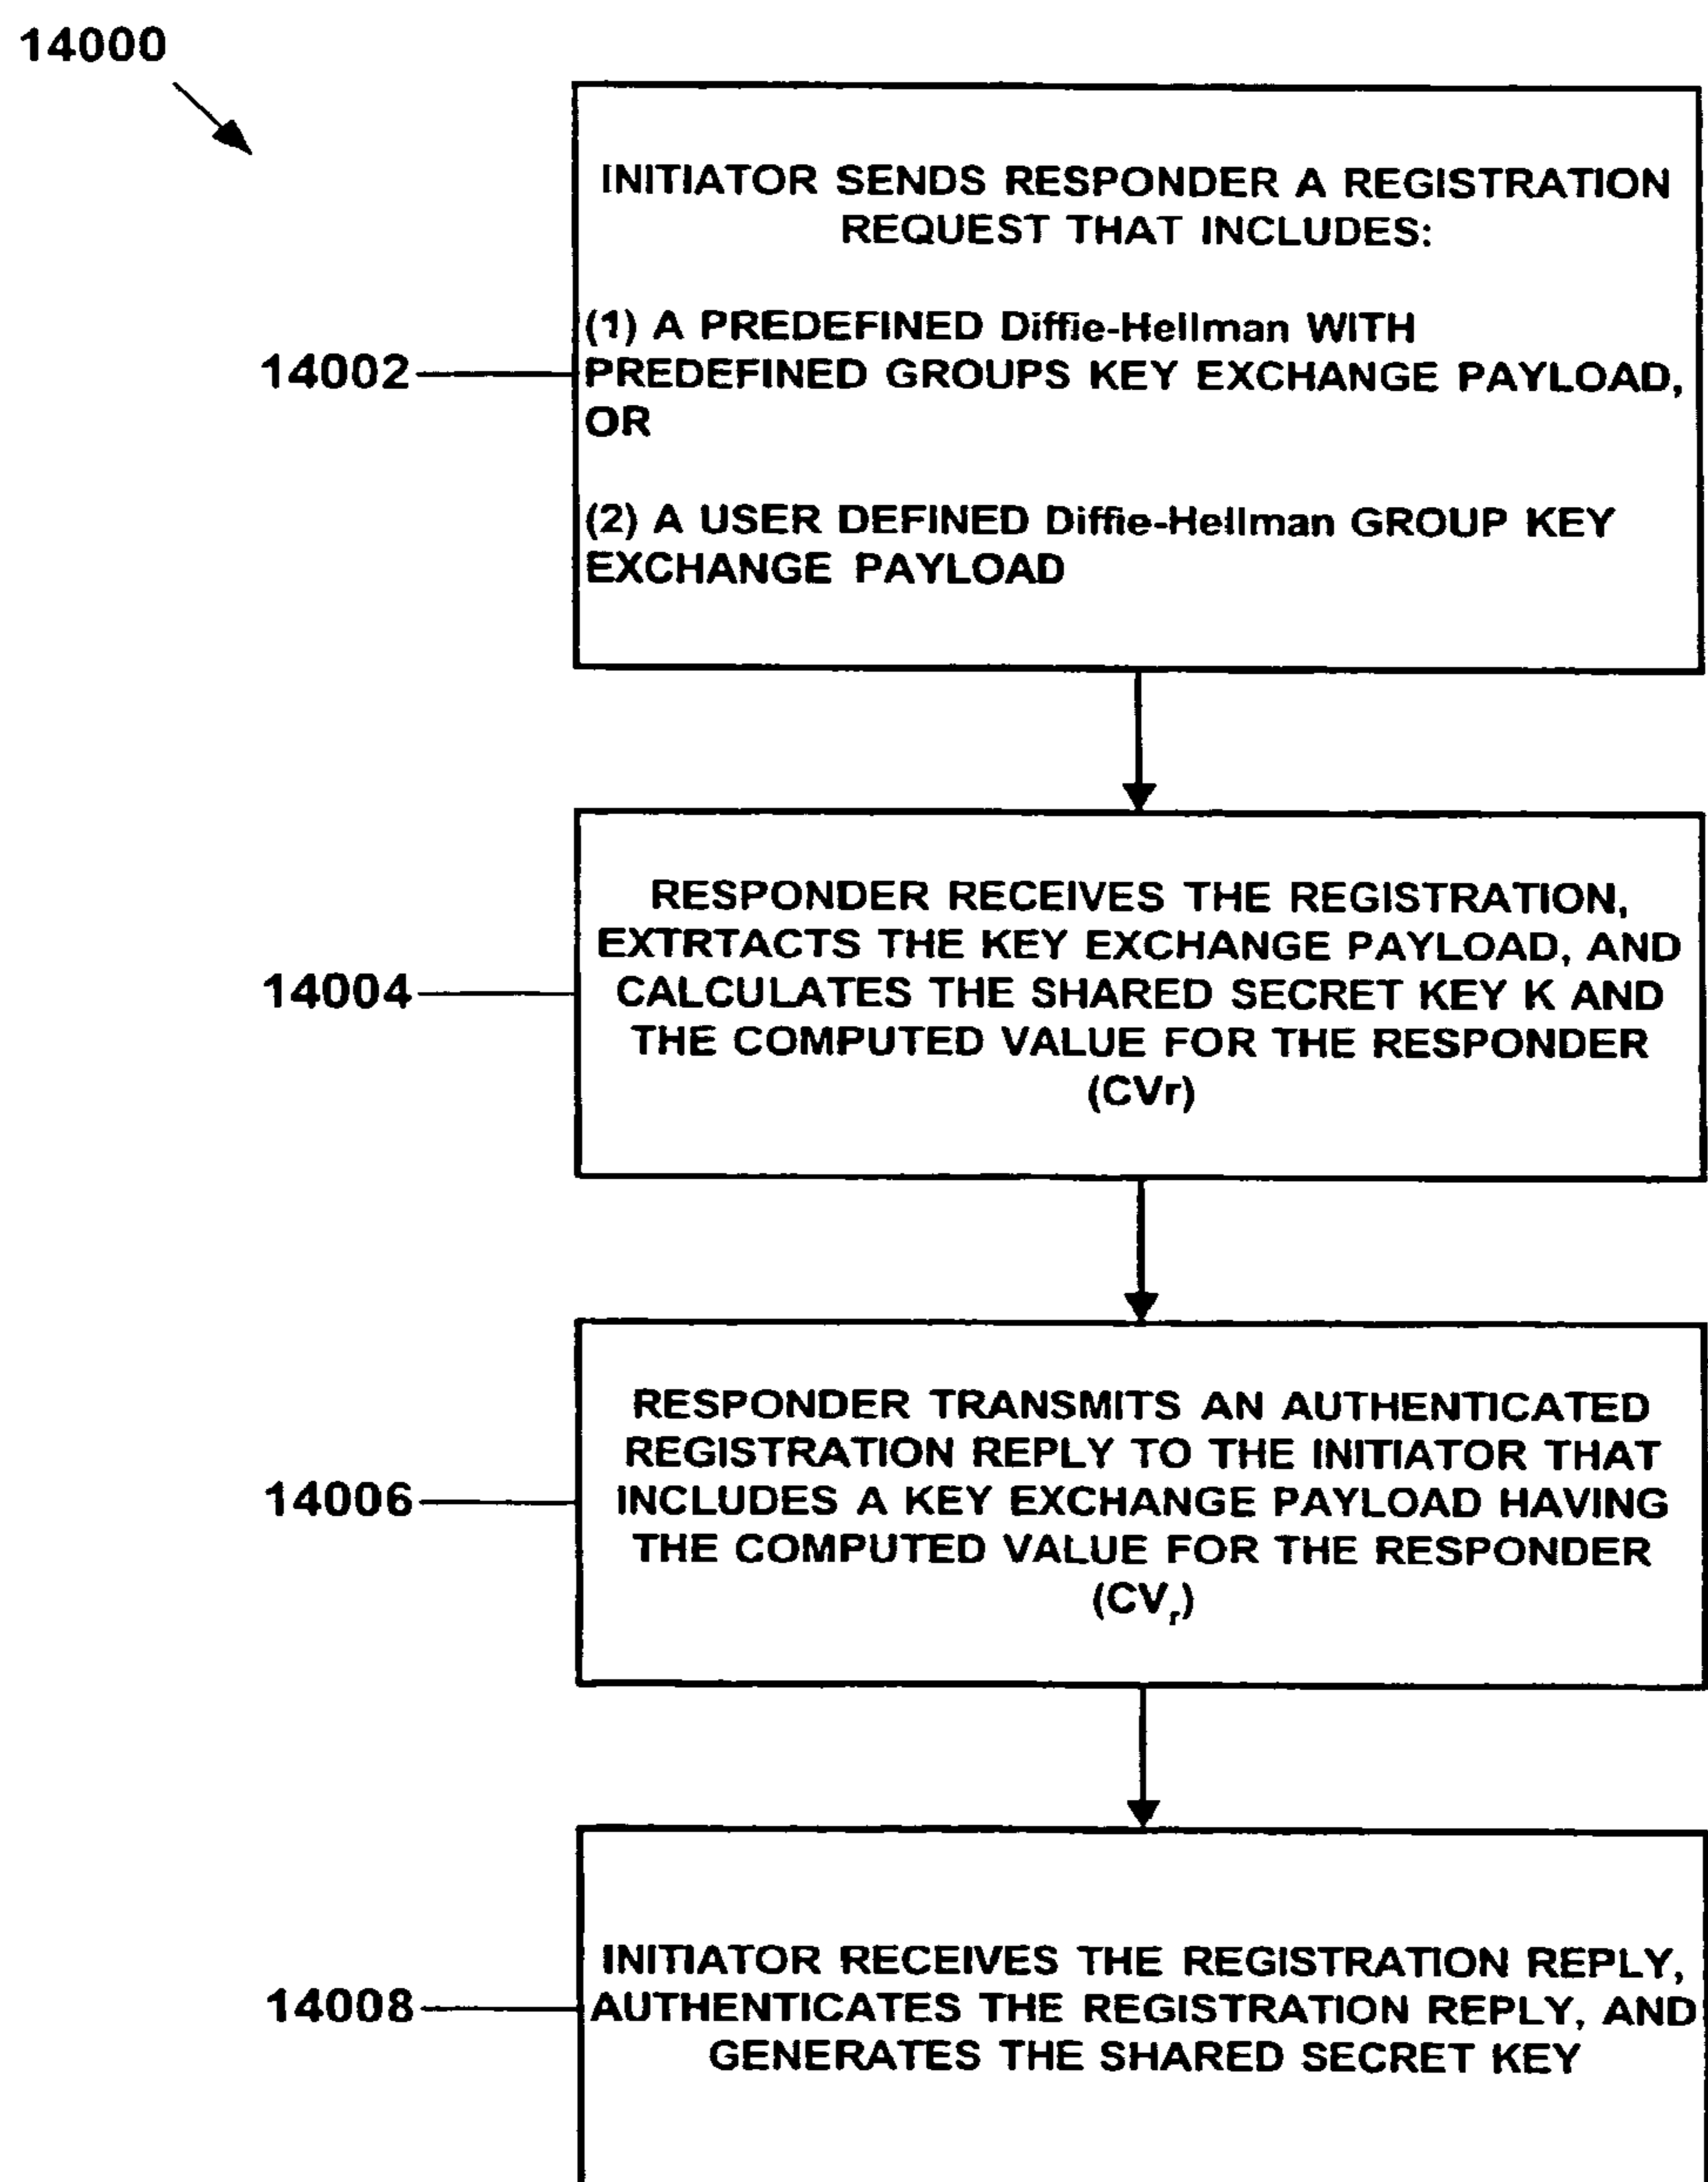 14000
INITIATOR SENDS RESPONDER A REGISTRATION
REQUEST THAT INCLUDES:
(1) A PREDEFINED Diffie-Hellman WITH
PREDEFINED GROUPS KEY EXCHANGE PAYLOAD,
OR
(2) A USER DEFINED Diffie-Hellman GROUP KEY
EXCHANGE PAYLOAD
14002
RESPONDER RECEIVES THE REGISTRATION,
EXTRTACTS THE KEY EXCHANGE PAYLOAD, AND
CALCULATES THE SHARED SECRET KEY K AND
THE COMPUTED VALUE FOR THE RESPONDER
(CVr)
14004
RESPONDER TRANSMITS AN AUTHENTICATED
REGISTRATION REPLY TO THE INITIATOR THAT
INCLUDES A KEY EXCHANGE PAYLOAD HAVING
THE COMPUTED VALUE FOR THE RESPONDER
(CVr)
14006
INITIATOR RECEIVES THE REGISTRATION REPLY,
AUTHENTICATES THE REGISTRATION REPLY, AND
GENERATES THE SHARED SECRET KEY
14008